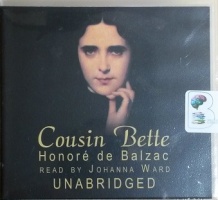 Cousin Bette
Honoré de Balzac
READ BY JOHANNA WARD
UNABRIDGED